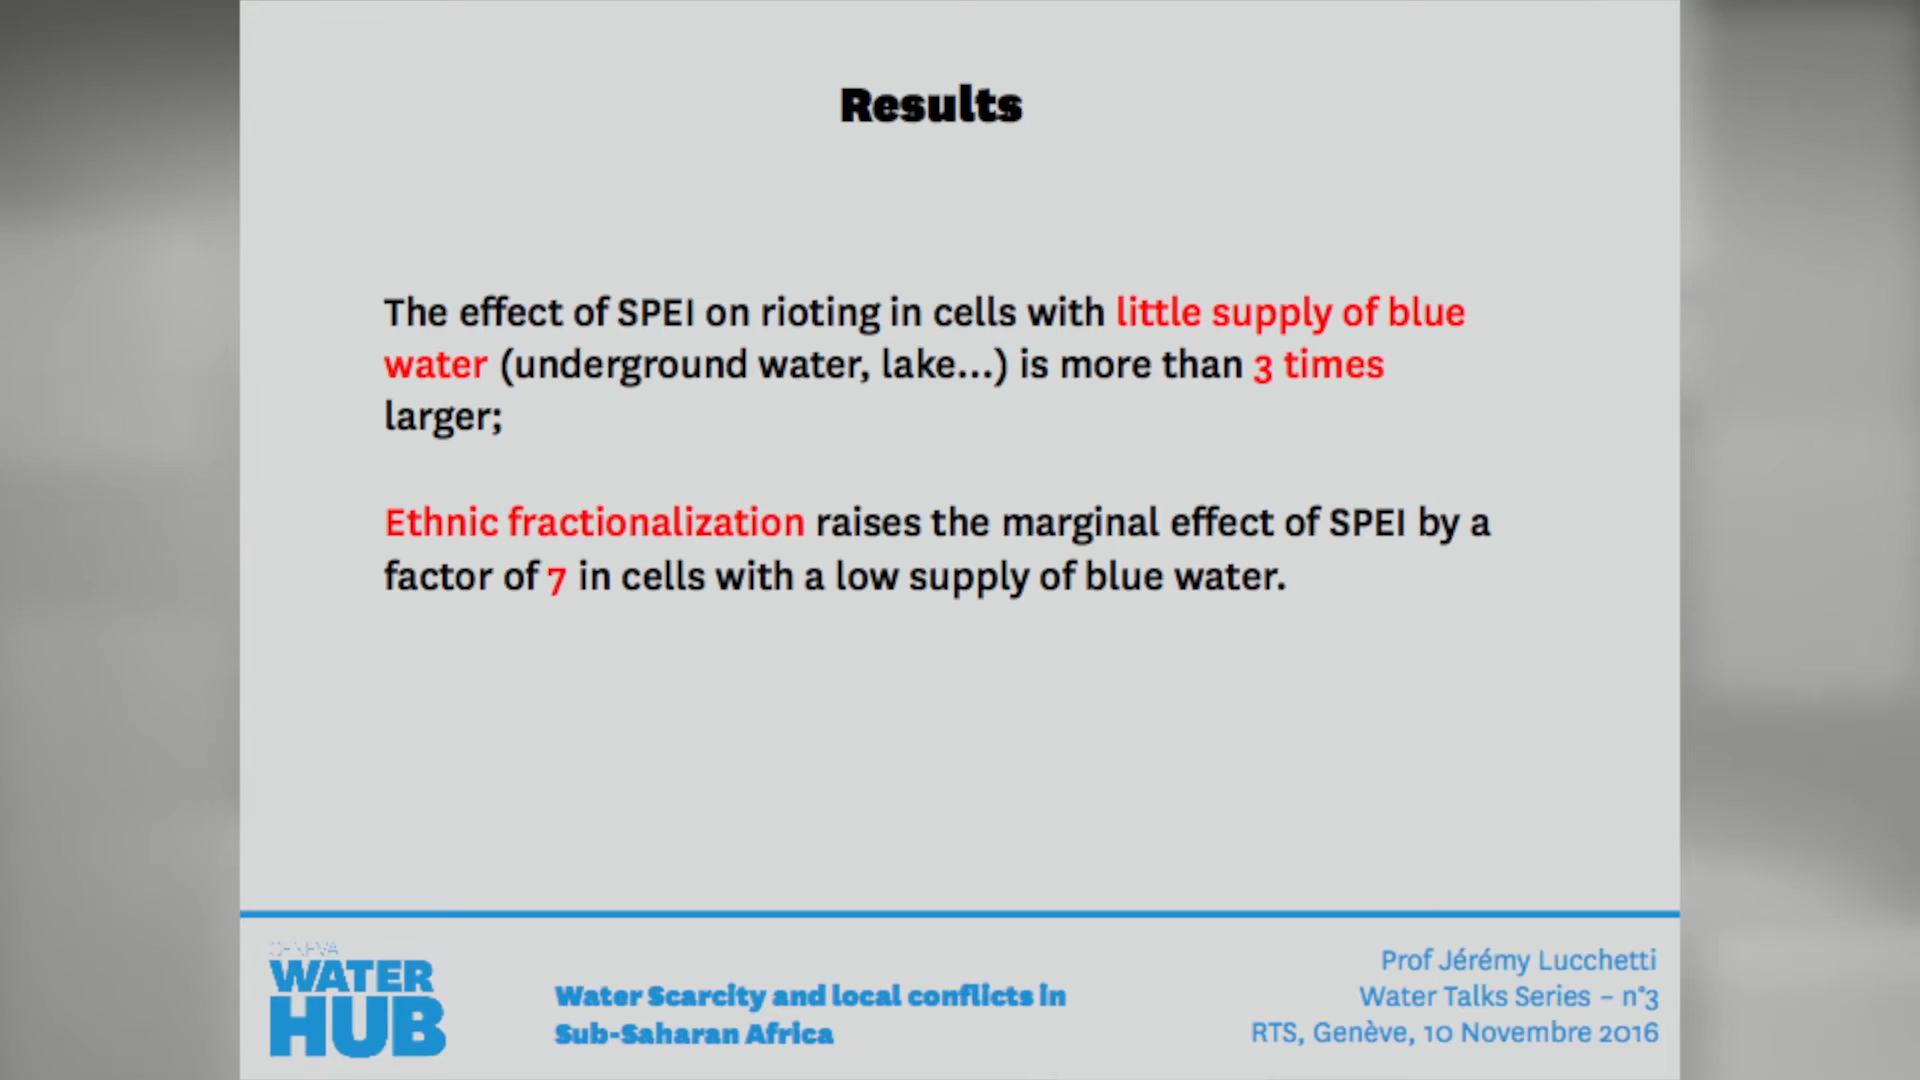 Results
The effect of SPEI on rioting in cells with little supply of blue
water (underground water, lake...) is more than 3 times
larger;
Ethnic fractionalization raises the marginal effect of SPEI by a
factor of 7 in cells with a low supply of blue water.
GENEVA
WATER
HUB
Water Scarcity and local conflicts in
Sub-Saharan Africa
Prof Jérémy Lucchetti
Water Talks Series – n°3
RTS, Genève, 10 Novembre 2016